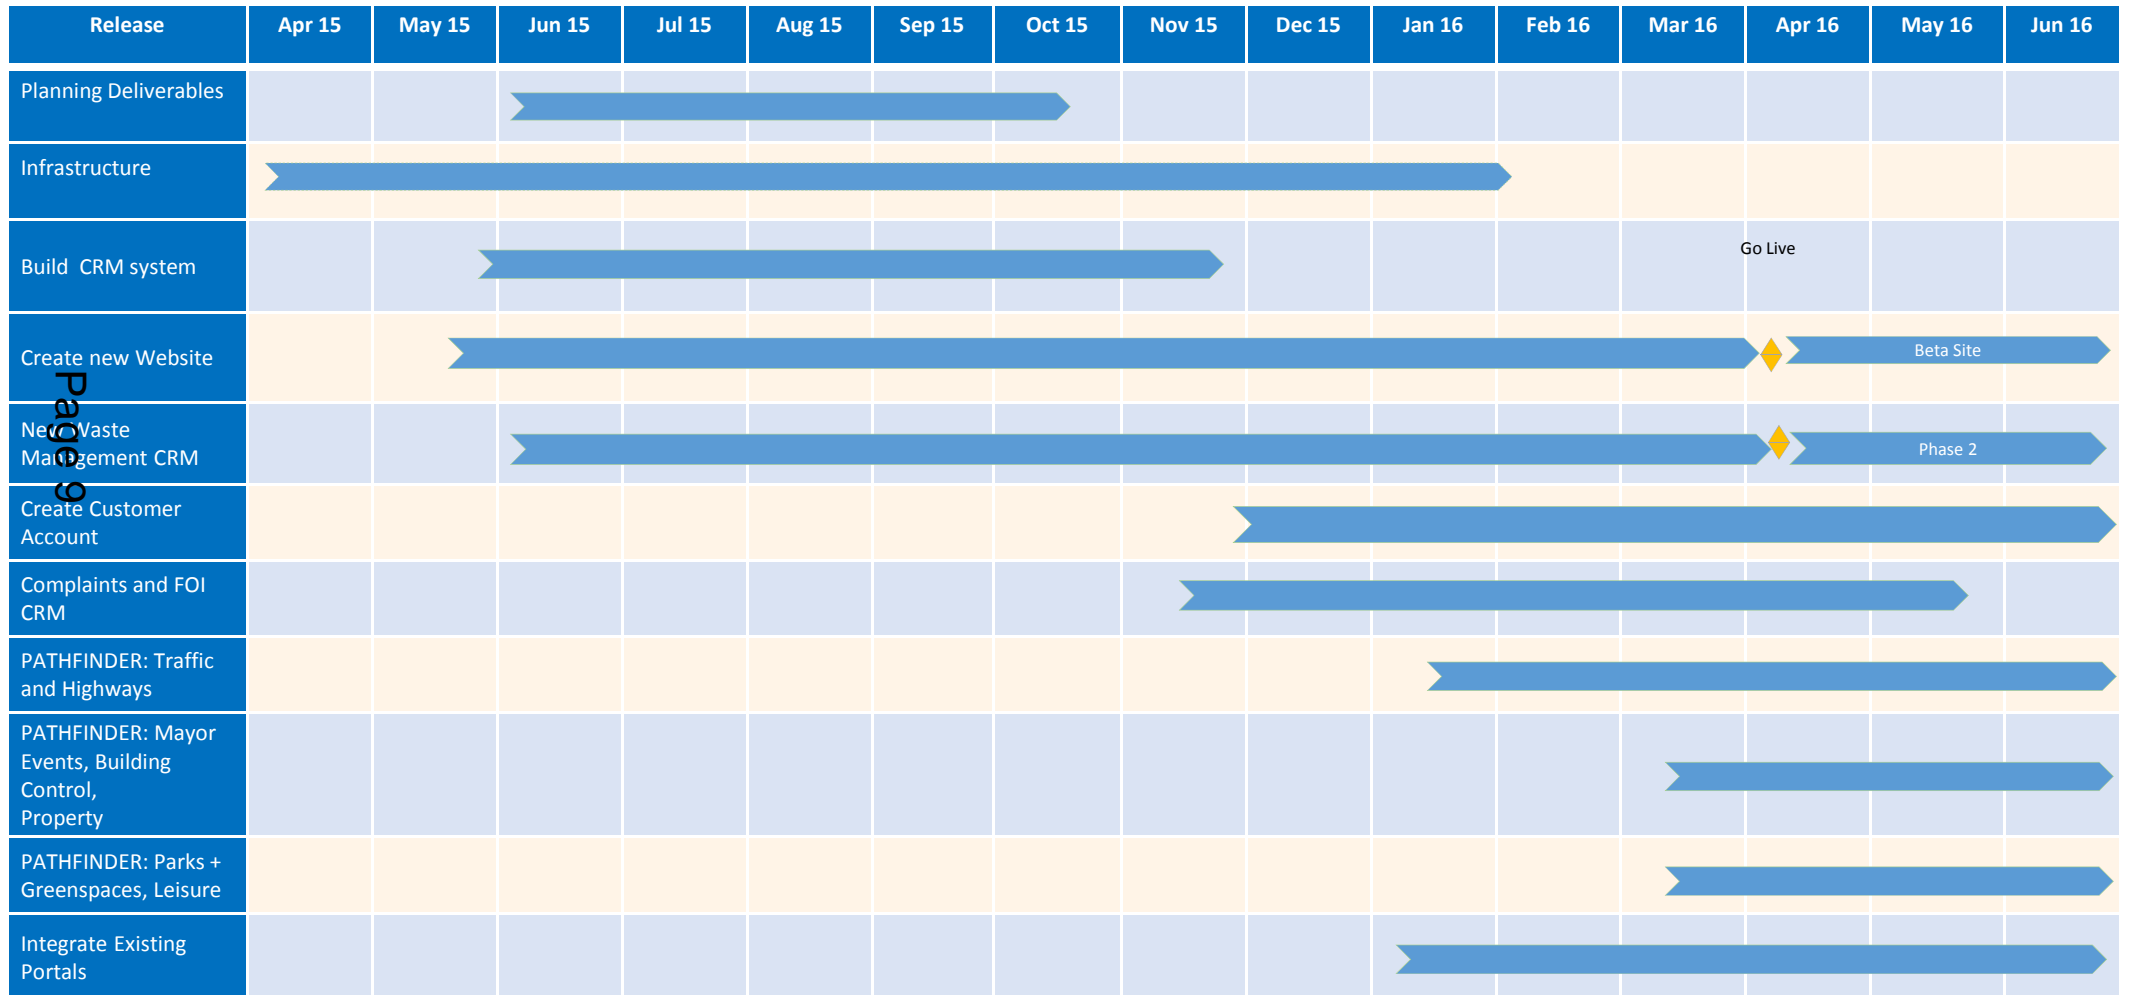 Release Apr 15 May 15 Jun 15 Jul 15 Aug 15 Sep 15 Oct 15 Nov 15 Dec 15 Jan 16 Feb 16 Mar 16 Apr 16 May 16 Jun 16
Planning Deliverables
Infrastructure
Go Live
Build CRM system
Create new Website
Beta Site
Page 9
New Waste
Management CRM
Phase 2
Create Customer
Account
Complaints and FOI
CRM
PATHFINDER: Traffic
and Highways
PATHFINDER: Mayor
Events, Building
Control,
Property
PATHFINDER: Parks +
Greenspaces, Leisure
Integrate Existing
Portals